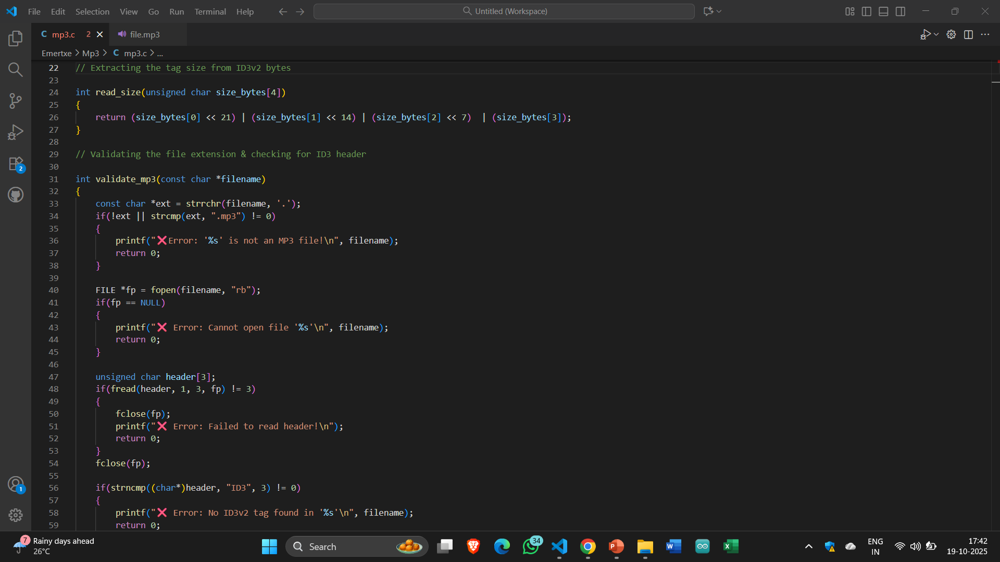 File Edit Selection View Go Run Terminal Help
Untitled (Workspace)
C mp3.c 2
file.mp3
Emertxe > Mp3 > C mp3.c > ...
22 // Extracting the tag size from ID3v2 bytes
23
24 int read_size(unsigned char size_bytes[4])
25 {
26     return (size_bytes[0] << 21) | (size_bytes[1] << 14) | (size_bytes[2] << 7)  | (size_bytes[3]);
27 }
28
29 // Validating the file extension & checking for ID3 header
30
31 int validate_mp3(const char *filename)
32 {
33     const char *ext = strrchr(filename, '.');
34     if(!ext || strcmp(ext, ".mp3") != 0)
35     {
36         printf("❌Error: '%s' is not an MP3 file!\n", filename);
37         return 0;
38     }
39
40     FILE *fp = fopen(filename, "rb");
41     if(fp == NULL)
42     {
43         printf("❌ Error: Cannot open file '%s'\n", filename);
44         return 0;
45     }
46
47     unsigned char header[3];
48     if(fread(header, 1, 3, fp) != 3)
49     {
50         fclose(fp);
51         printf("❌ Error: Failed to read header!\n");
52         return 0;
53     }
54     fclose(fp);
55
56     if(strncmp((char*)header, "ID3", 3) != 0)
57     {
58         printf("❌ Error: No ID3v2 tag found in '%s'\n", filename);
59         return 0;
2
1
7
Rainy days ahead
26°C
Search
34
P
W
X
ENG
IN
17:42
19-10-2025